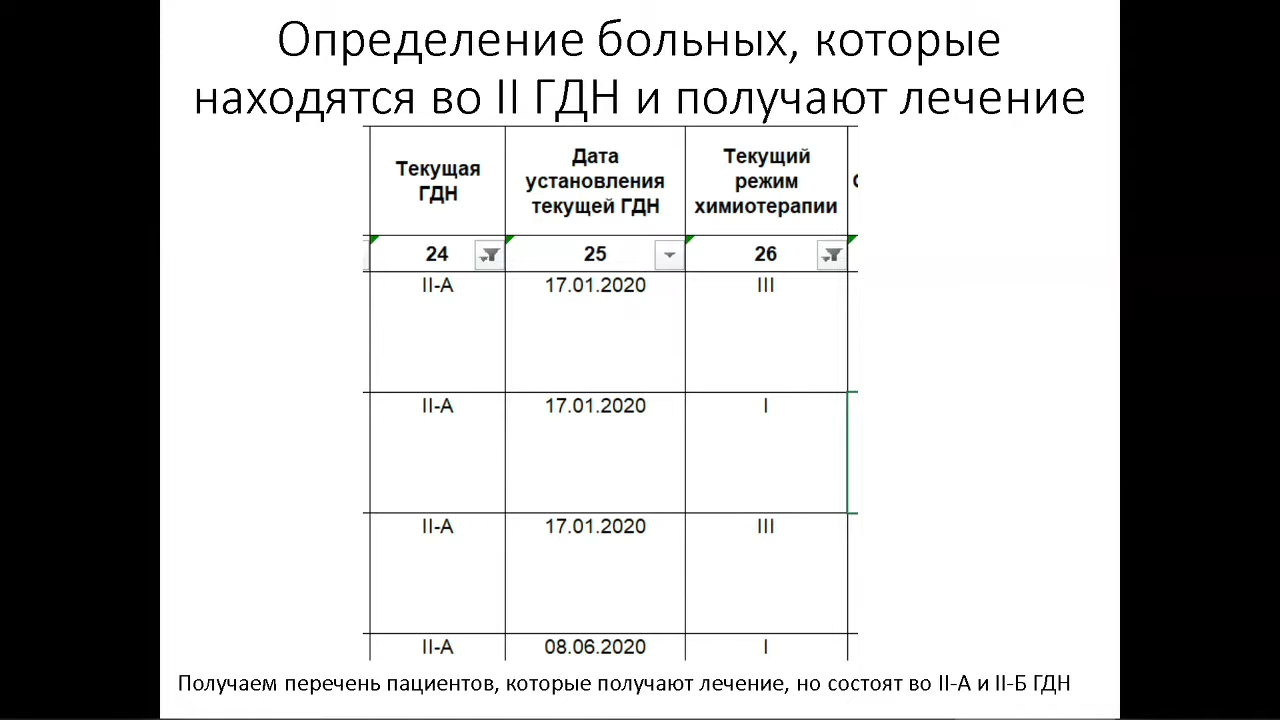 Определение больных, которые
находятся во II ГДН и получают лечение
Текущая ГДН | Дата установления текущей ГДН | Текущий режим химиотерапии
24 | 25 | 26
II-А | 17.01.2020 | III
II-А | 17.01.2020 | I
II-А | 17.01.2020 | III
II-А | 08.06.2020 | I
Получаем перечень пациентов, которые получают лечение, но состоят во II-А и II-Б ГДН